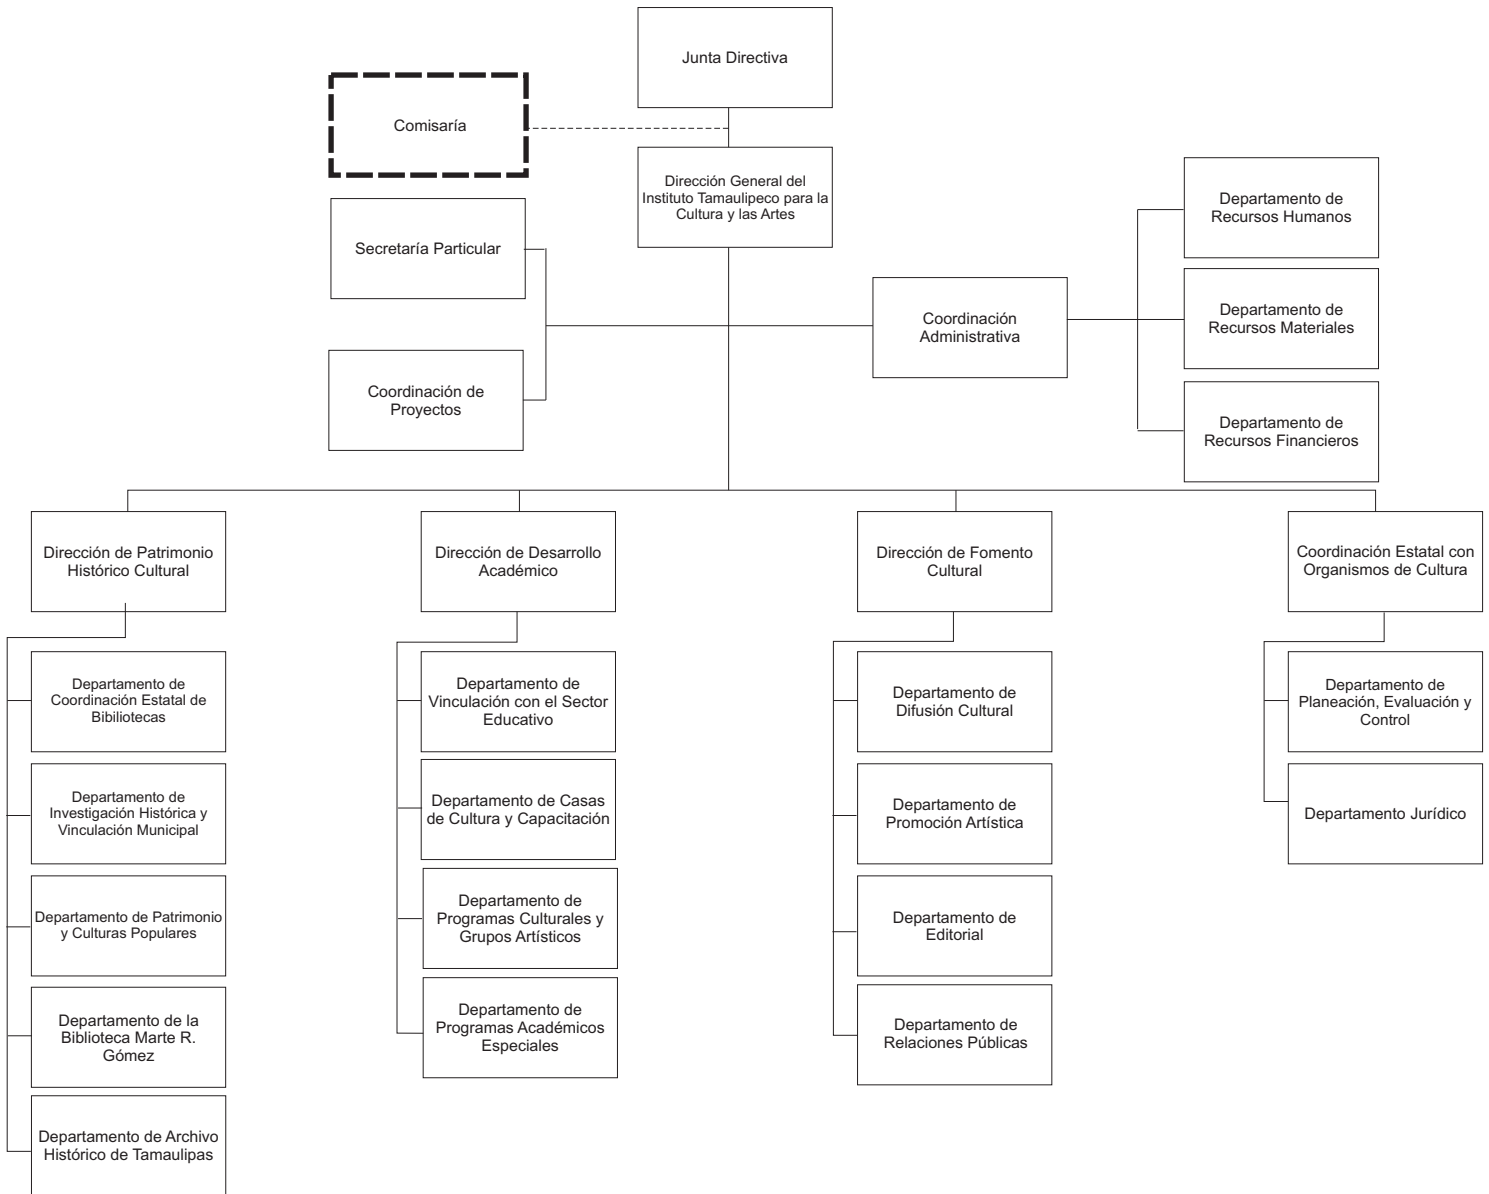 Junta Directiva
Comisaría
Dirección General del
Instituto Tamaulipeco para la
Cultura y las Artes
Secretaría Particular
Coordinación de
Proyectos
Coordinación
Administrativa
Departamento de
Recursos Humanos
Departamento de
Recursos Materiales
Departamento de
Recursos Financieros
Dirección de Patrimonio
Histórico Cultural
Departamento de
Coordinación Estatal de
Bibiliotecas
Departamento de
Investigación Histórica y
Vinculación Municipal
Departamento de Patrimonio
y Culturas Populares
Departamento de la
Biblioteca Marte R.
Gómez
Departamento de Archivo
Histórico de Tamaulipas
Dirección de Desarrollo
Académico
Departamento de
Vinculación con el Sector
Educativo
Departamento de Casas
de Cultura y Capacitación
Departamento de
Programas Culturales y
Grupos Artísticos
Departamento de
Programas Académicos
Especiales
Dirección de Fomento
Cultural
Departamento de
Difusión Cultural
Departamento de
Promoción Artística
Departamento de
Editorial
Departamento de
Relaciones Públicas
Coordinación Estatal con
Organismos de Cultura
Departamento de
Planeación, Evaluación y
Control
Departamento Jurídico